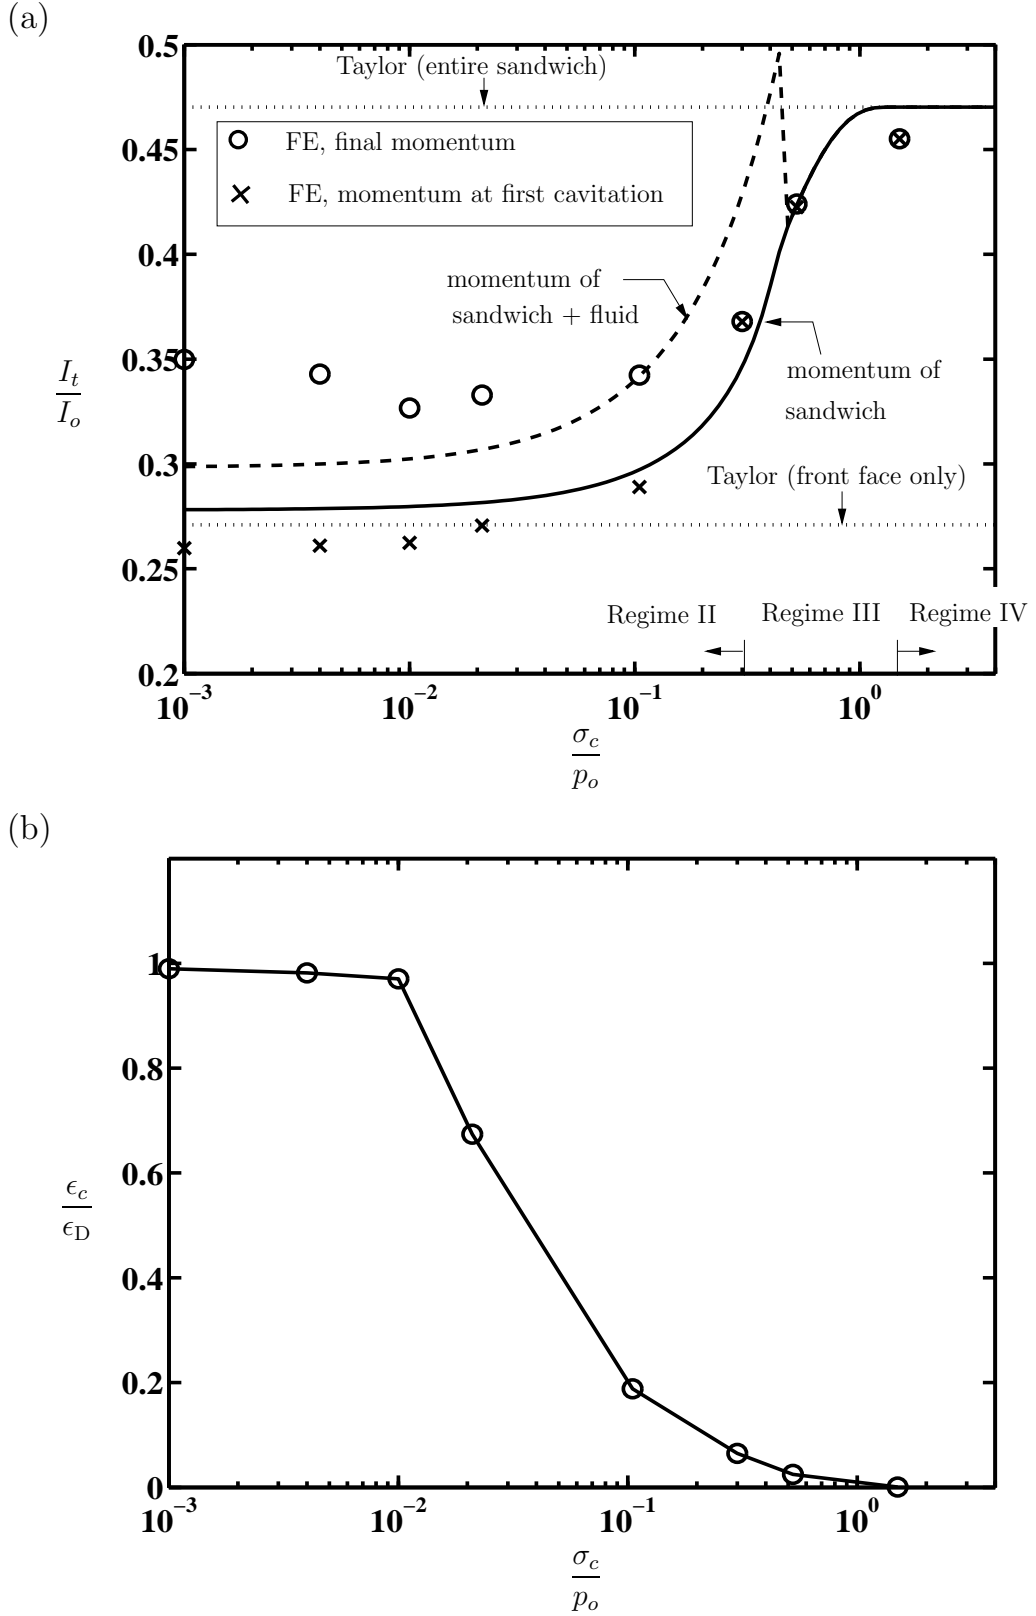 (a)
0.5
Taylor (entire sandwich)
0.45
FE, final momentum
FE, momentum at first cavitation
0.4
momentum of
sandwich + fluid
0.35
I_t
I_o
momentum of
sandwich
0.3
Taylor (front face only)
0.25
Regime II
Regime III
Regime IV
0.2
10^−3
10^−2
10^−1
10^0
σ_c
p_o
(b)
1
0.8
0.6
ϵ_c
ϵ_D
0.4
0.2
0
10^−3
10^−2
10^−1
10^0
σ_c
p_o